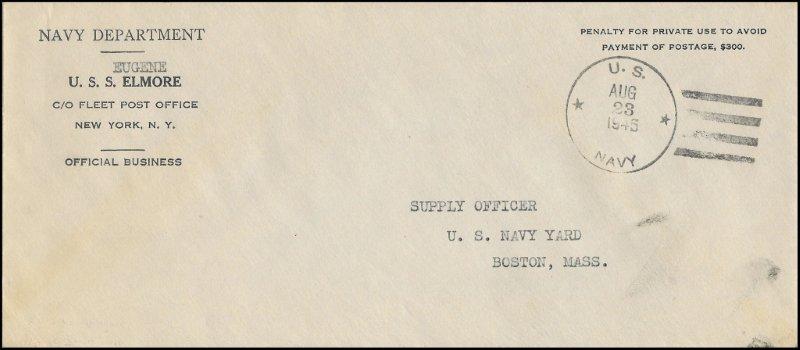 NAVY DEPARTMENT
EUGENE
U. S. S. ELMORE
C/O FLEET POST OFFICE
NEW YORK, N. Y.
OFFICIAL BUSINESS
PENALTY FOR PRIVATE USE TO AVOID
PAYMENT OF POSTAGE, $300.
U. S.
AUG
23
1945
NAVY
SUPPLY OFFICER
U. S. NAVY YARD
BOSTON, MASS.